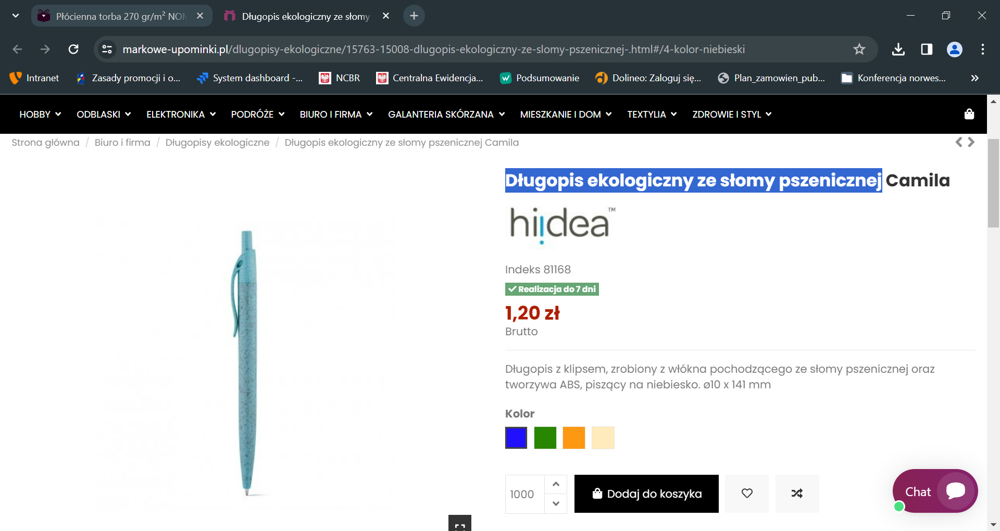 Płócienna torba 270 gr/m² NOM
Długopis ekologiczny ze słomy
markowe-upominki.pl/dlugopisy-ekologiczne/15763-15008-dlugopis-ekologiczny-ze-slomy-pszenicznej-.html#/4-kolor-niebieski
Intranet
Zasady promocji i o...
System dashboard -...
NCBR
Centralna Ewidencja...
Podsumowanie
Dolineo: Zaloguj się...
Plan_zamowien_pub...
Konferencja norwes...
HOBBY
ODBLASKI
ELEKTRONIKA
PODRÓŻE
BIURO I FIRMA
GALANTERIA SKÓRZANA
MIESZKANIE I DOM
TEXTYLIA
ZDROWIE I STYL
Strona główna / Biuro i firma / Długopisy ekologiczne / Długopis ekologiczny ze słomy pszenicznej Camila
Długopis ekologiczny ze słomy pszenicznej Camila
hi!dea™
Indeks 81168
Realizacja do 7 dni
1,20 zł
Brutto
Długopis z klipsem, zrobiony z włókna pochodzącego ze słomy pszenicznej oraz
tworzywa ABS, piszący na niebiesko. ø10 x 141 mm
Kolor
1000
Dodaj do koszyka
Chat